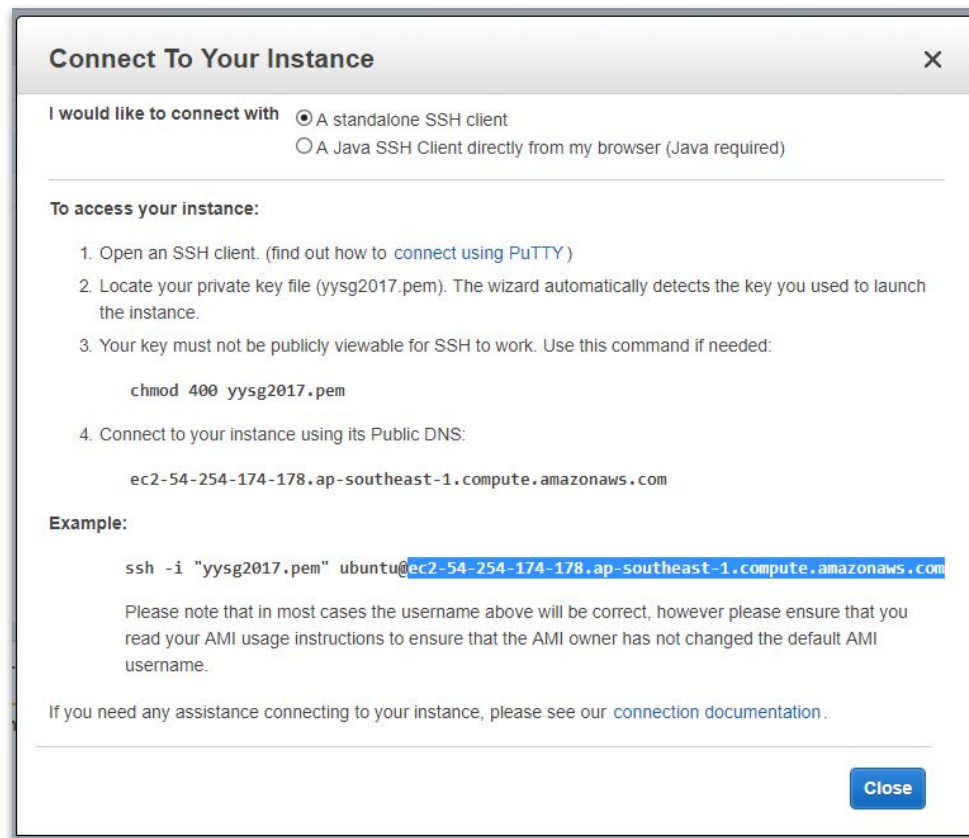 Connect To Your Instance
I would like to connect with
A standalone SSH client
A Java SSH Client directly from my browser (Java required)
To access your instance:
1. Open an SSH client. (find out how to connect using PuTTY)
2. Locate your private key file (yysg2017.pem). The wizard automatically detects the key you used to launch
the instance.
3. Your key must not be publicly viewable for SSH to work. Use this command if needed:
chmod 400 yysg2017.pem
4. Connect to your instance using its Public DNS:
ec2-54-254-174-178.ap-southeast-1.compute.amazonaws.com
Example:
ssh -i "yysg2017.pem" ubuntu@ec2-54-254-174-178.ap-southeast-1.compute.amazonaws.com
Please note that in most cases the username above will be correct, however please ensure that you
read your AMI usage instructions to ensure that the AMI owner has not changed the default AMI
username.
If you need any assistance connecting to your instance, please see our connection documentation.
Close